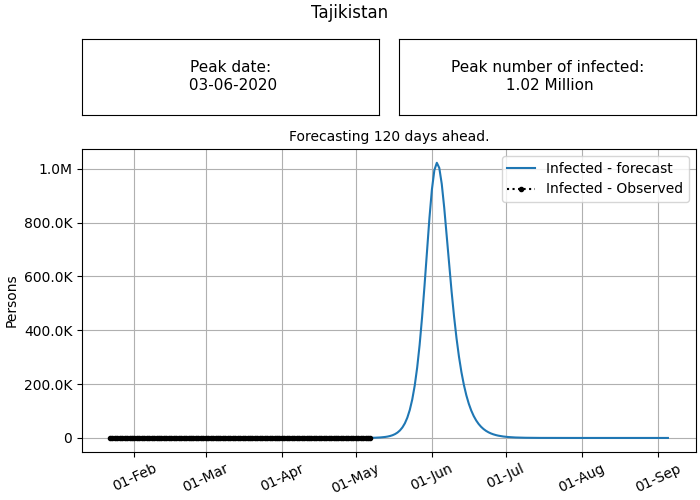 Tajikistan
Peak date:
03-06-2020
Peak number of infected:
1.02 Million
Forecasting 120 days ahead.
Infected - forecast
Infected - Observed
Persons
1.0M
800.0K
600.0K
400.0K
200.0K
0
01-Feb
01-Mar
01-Apr
01-May
01-Jun
01-Jul
01-Aug
01-Sep